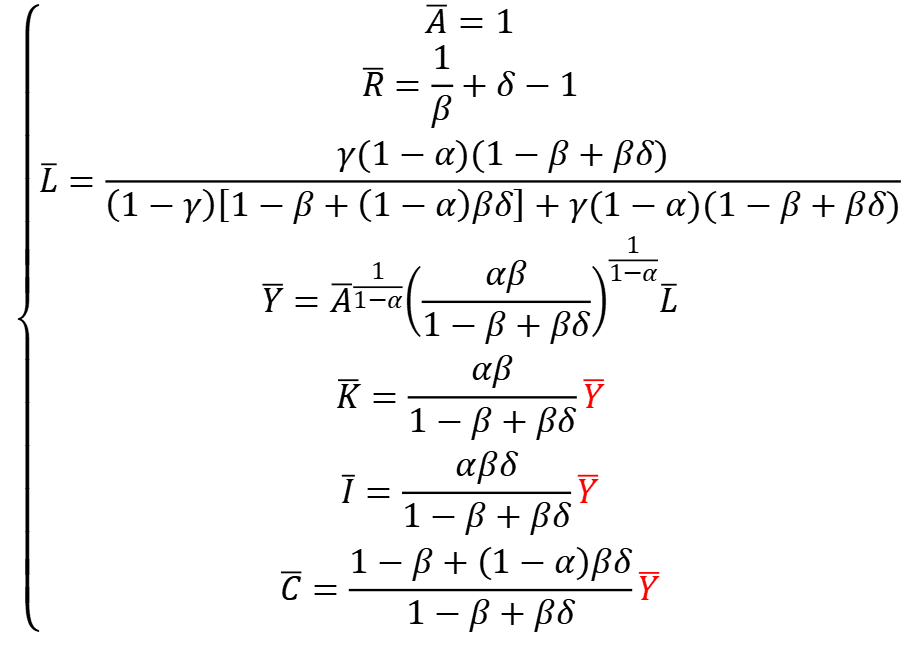 A̅ = 1
R̅ = 1/β + δ − 1
L̅ = γ(1 − α)(1 − β + βδ) / ((1 − γ)[1 − β + (1 − α)βδ] + γ(1 − α)(1 − β + βδ))
Y̅ = A̅^(1/(1−α)) (αβ / (1 − β + βδ))^(1/(1−α)) L̅
K̅ = αβ / (1 − β + βδ) Y̅
I̅ = αβδ / (1 − β + βδ) Y̅
C̅ = (1 − β + (1 − α)βδ) / (1 − β + βδ) Y̅